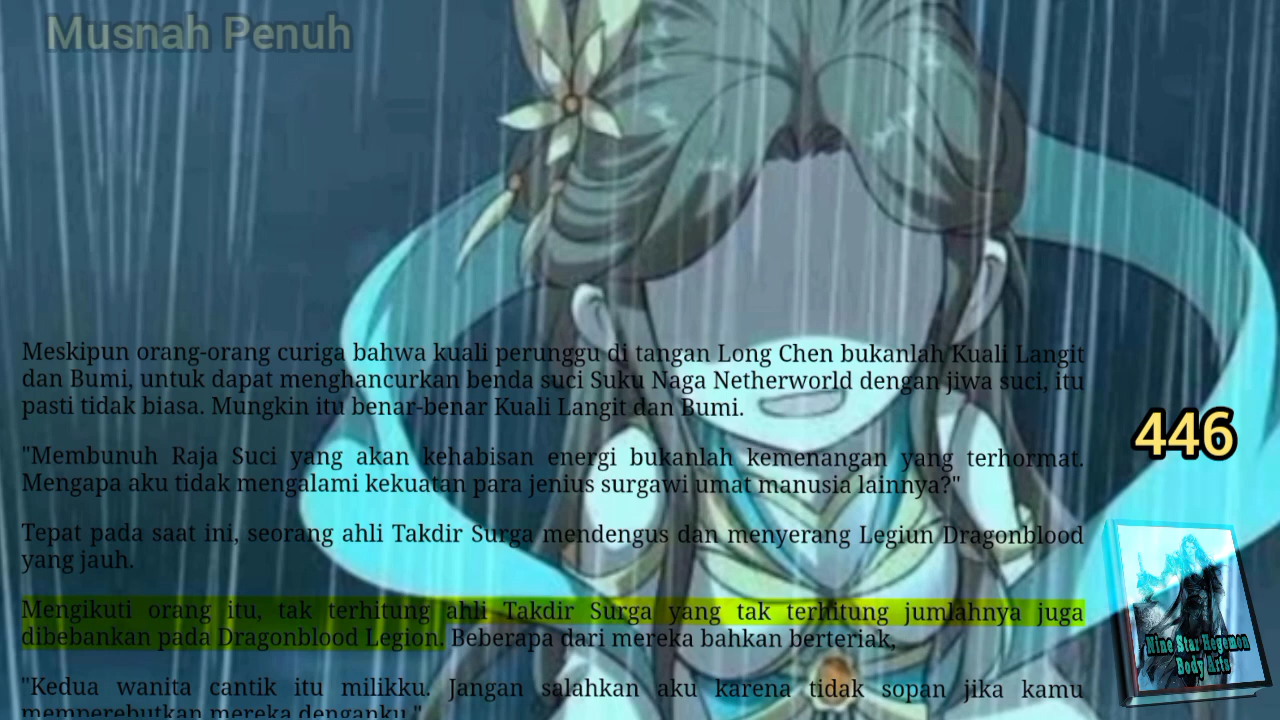 Musnah Penuh
Meskipun orang-orang curiga bahwa kuali perunggu di tangan Long Chen bukanlah Kuali Langit
dan Bumi, untuk dapat menghancurkan benda suci Suku Naga Netherworld dengan jiwa suci, itu
pasti tidak biasa. Mungkin itu benar-benar Kuali Langit dan Bumi.
"Membunuh Raja Suci yang akan kehabisan energi bukanlah kemenangan yang terhormat.
Mengapa aku tidak mengalami kekuatan para jenius surgawi umat manusia lainnya?"
Tepat pada saat ini, seorang ahli Takdir Surga mendengus dan menyerang Legiun Dragonblood
yang jauh.
Mengikuti orang itu, tak terhitung ahli Takdir Surga yang tak terhitung jumlahnya juga
dibebankan pada Dragonblood Legion. Beberapa dari mereka bahkan berteriak,
"Kedua wanita cantik itu milikku. Jangan salahkan aku karena tidak sopan jika kamu
memperebutkan mereka denganku."
446
Nine Star Hegemon
Body Arts